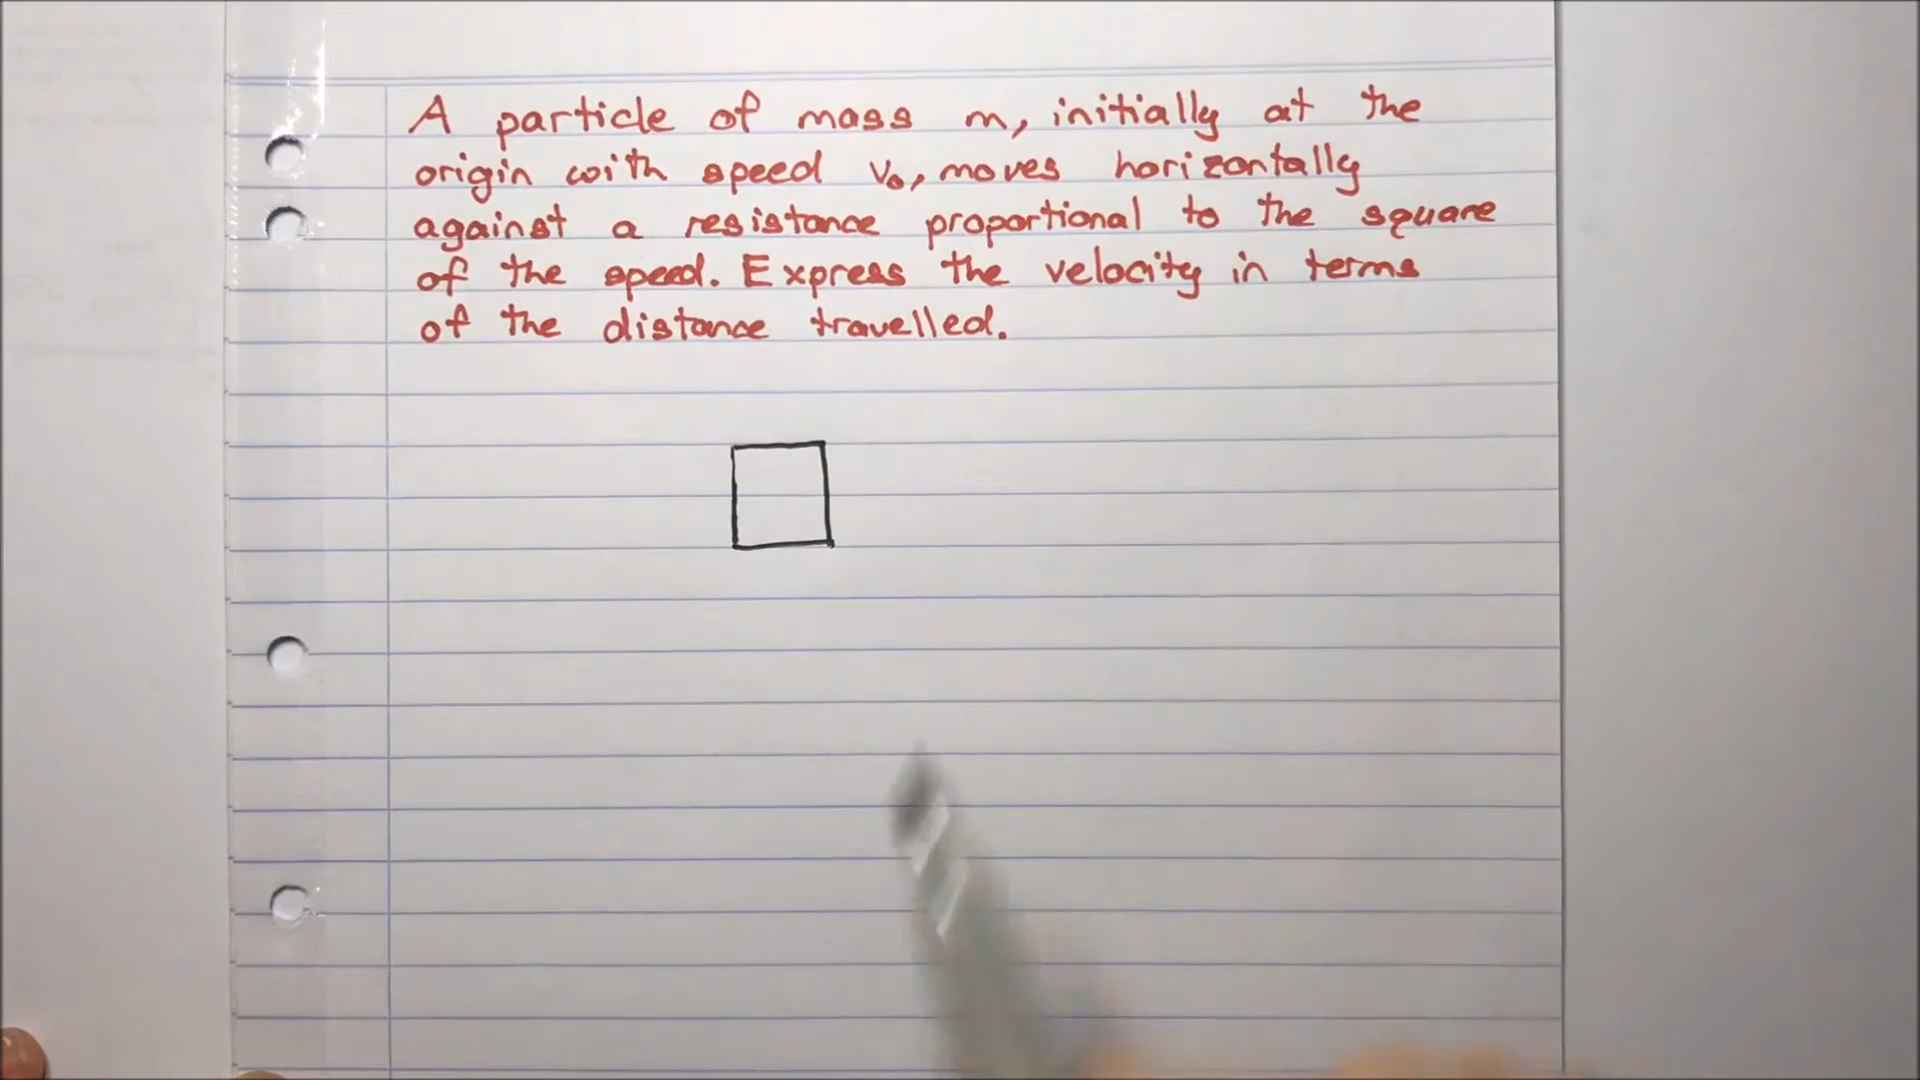 A particle of mass m, initially at the
origin with speed v₀, moves horizontally
against a resistance proportional to the square
of the speed. Express the velocity in terms
of the distance travelled.